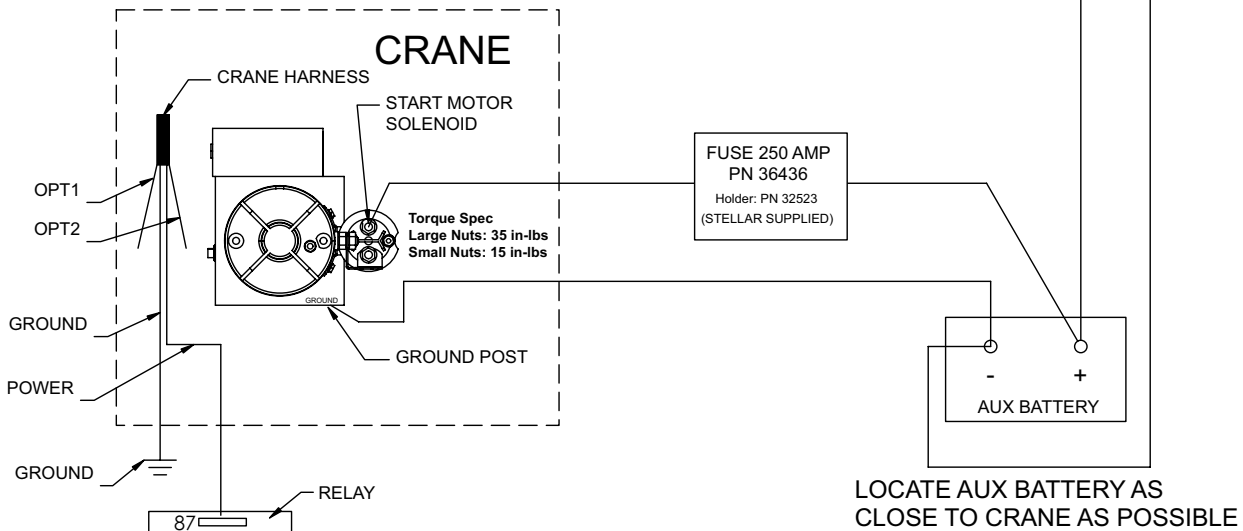 CRANE
CRANE HARNESS
START MOTOR
SOLENOID
FUSE 250 AMP
PN 36436
Holder: PN 32523
(STELLAR SUPPLIED)
OPT1
OPT2
Torque Spec
Large Nuts: 35 in-lbs
Small Nuts: 15 in-lbs
GROUND
GROUND
GROUND POST
POWER
-
+
AUX BATTERY
GROUND
RELAY
87
LOCATE AUX BATTERY AS
CLOSE TO CRANE AS POSSIBLE